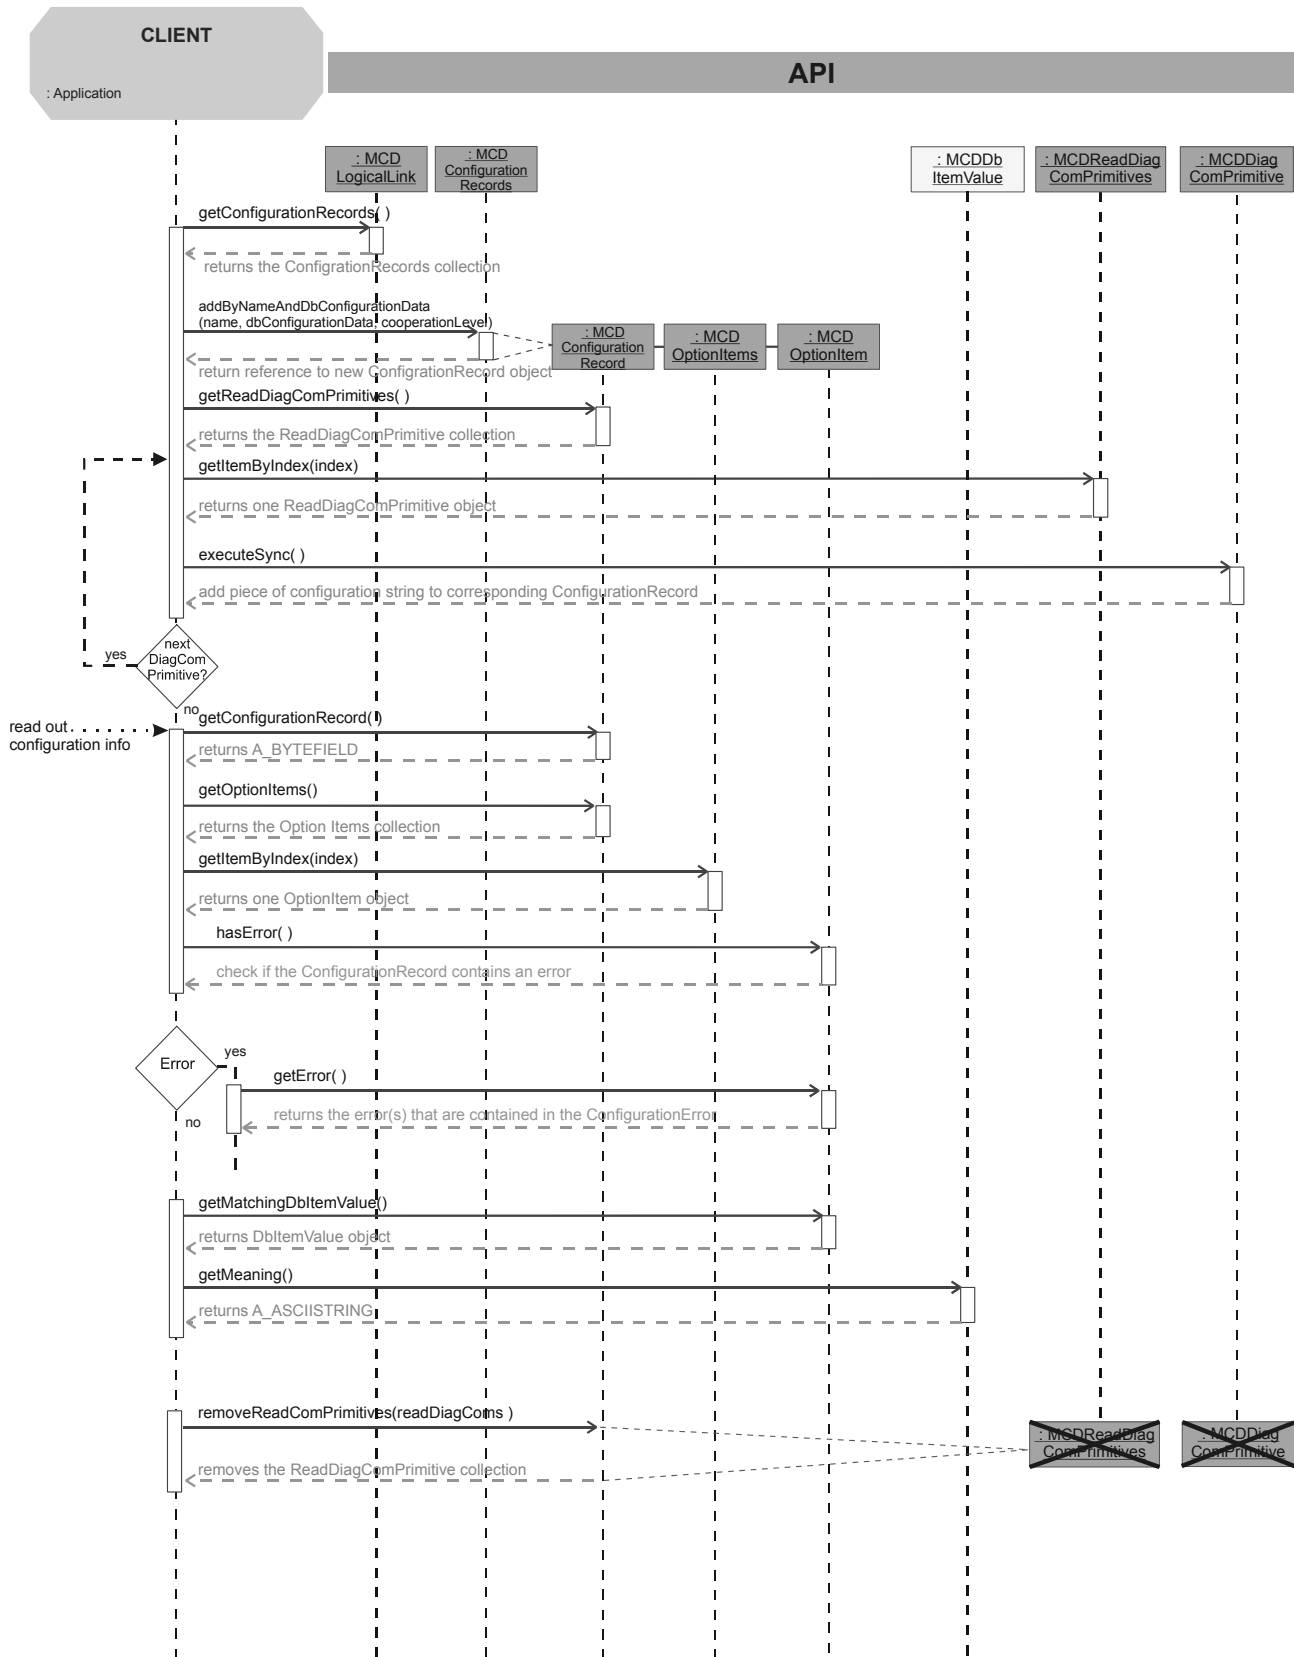 CLIENT
: Application
API
: MCD
LogicalLink
: MCD
Configuration
Records
: MCDDb
ItemValue
: MCDReadDiag
ComPrimitives
: MCDDiag
ComPrimitive
getConfigurationRecords( )
returns the ConfigrationRecords collection
addByNameAndDbConfigurationData
(name, dbConfigurationData, cooperationLevel)
: MCD
Configuration
Record
: MCD
OptionItems
: MCD
OptionItem
return reference to new ConfigrationRecord object
getReadDiagComPrimitives( )
returns the ReadDiagComPrimitive collection
getItemByIndex(index)
returns one ReadDiagComPrimitive object
executeSync( )
add piece of configuration string to corresponding ConfigurationRecord
next
DiagCom
Primitive?
yes
no
read out
configuration info
getConfigurationRecord( )
returns A_BYTEFIELD
getOptionItems()
returns the Option Items collection
getItemByIndex(index)
returns one OptionItem object
hasError( )
check if the ConfigurationRecord contains an error
Error
yes
no
getError( )
returns the error(s) that are contained in the ConfigurationError
getMatchingDbItemValue()
returns DbItemValue object
getMeaning()
returns A_ASCIISTRING
removeReadComPrimitives(readDiagComs )
removes the ReadDiagComPrimitive collection
: MCDReadDiag
ComPrimitives
: MCDDiag
ComPrimitive